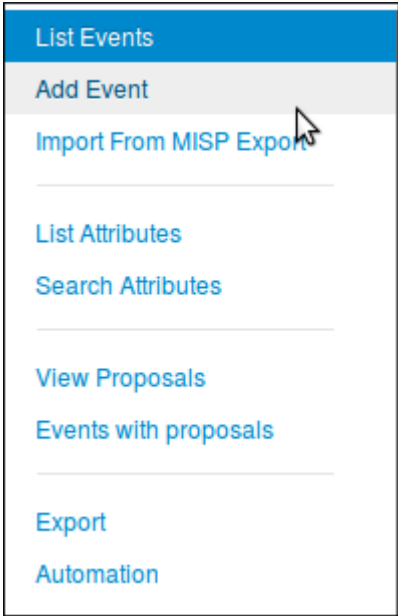 List Events
Add Event
Import From MISP Export
List Attributes
Search Attributes
View Proposals
Events with proposals
Export
Automation